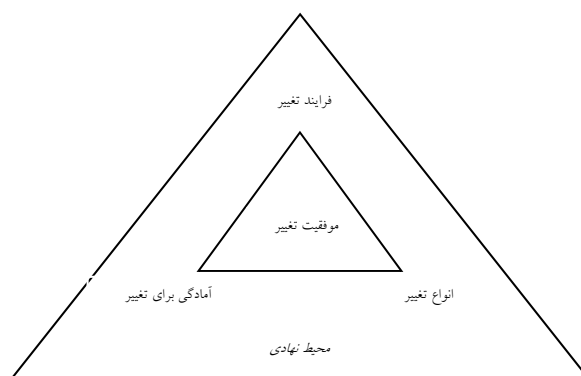 فرایند تغییر
موفقیت تغییر
انواع تغییر
آمادگی برای تغییر
محیط نهادی